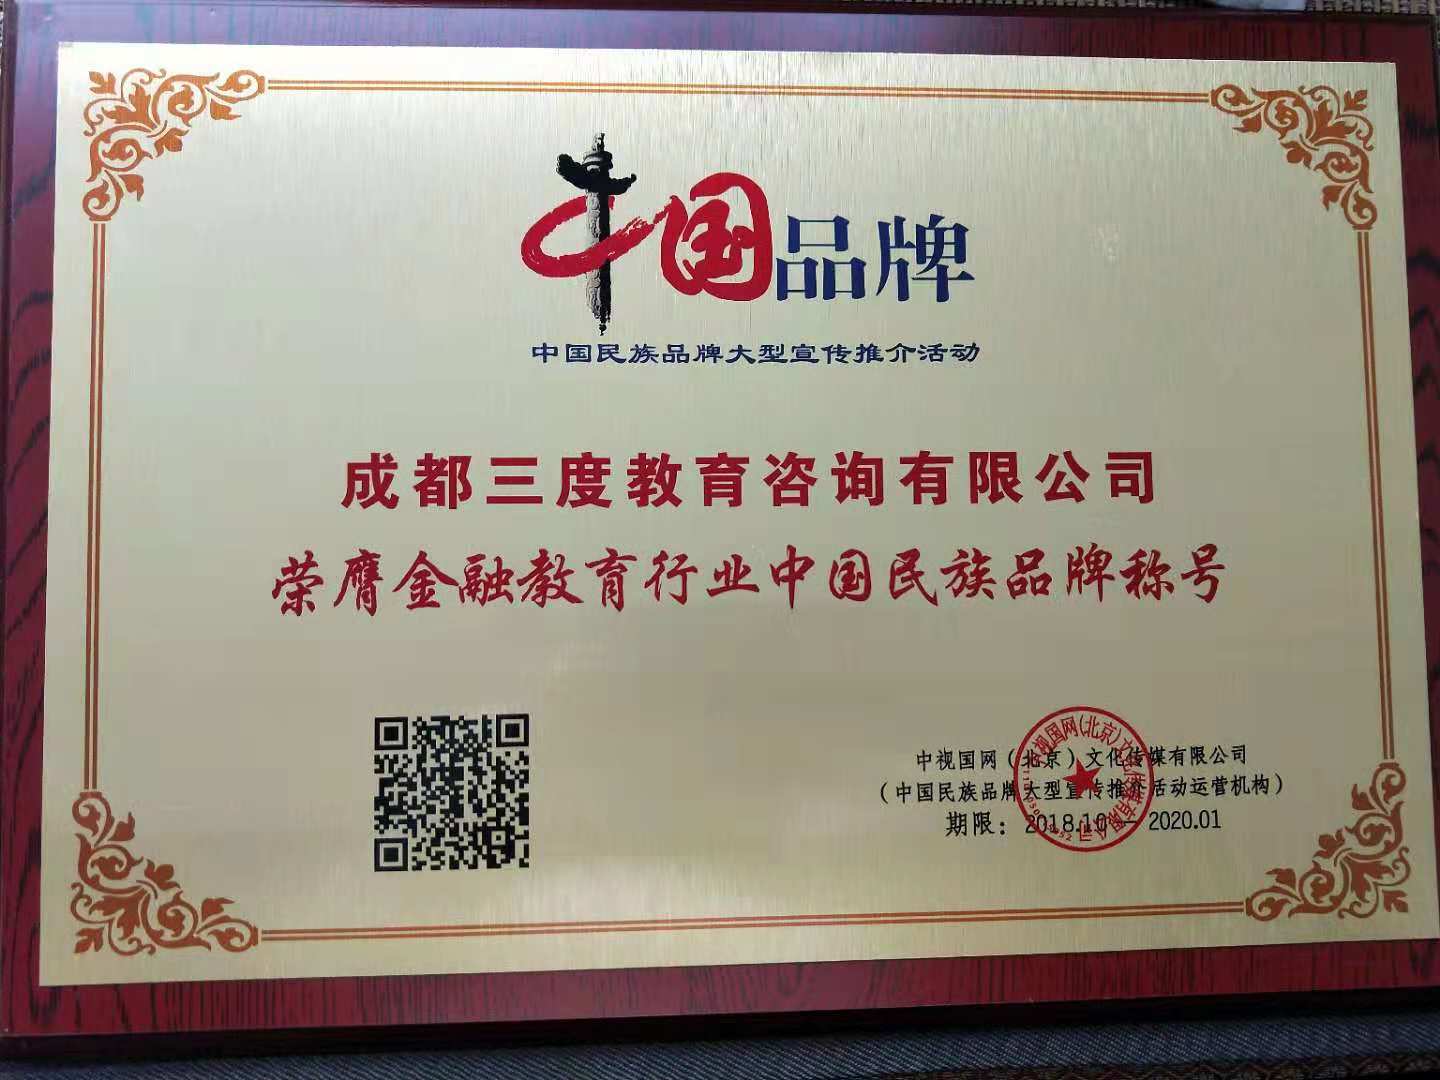 中国品牌
中国民族品牌大型宣传推介活动
成都三度教育咨询有限公司
荣膺金融教育行业中国民族品牌称号
中视国网（北京）文化传媒有限公司
（中国民族品牌大型宣传推介活动运营机构）
期限：2018.10 — 2020.01